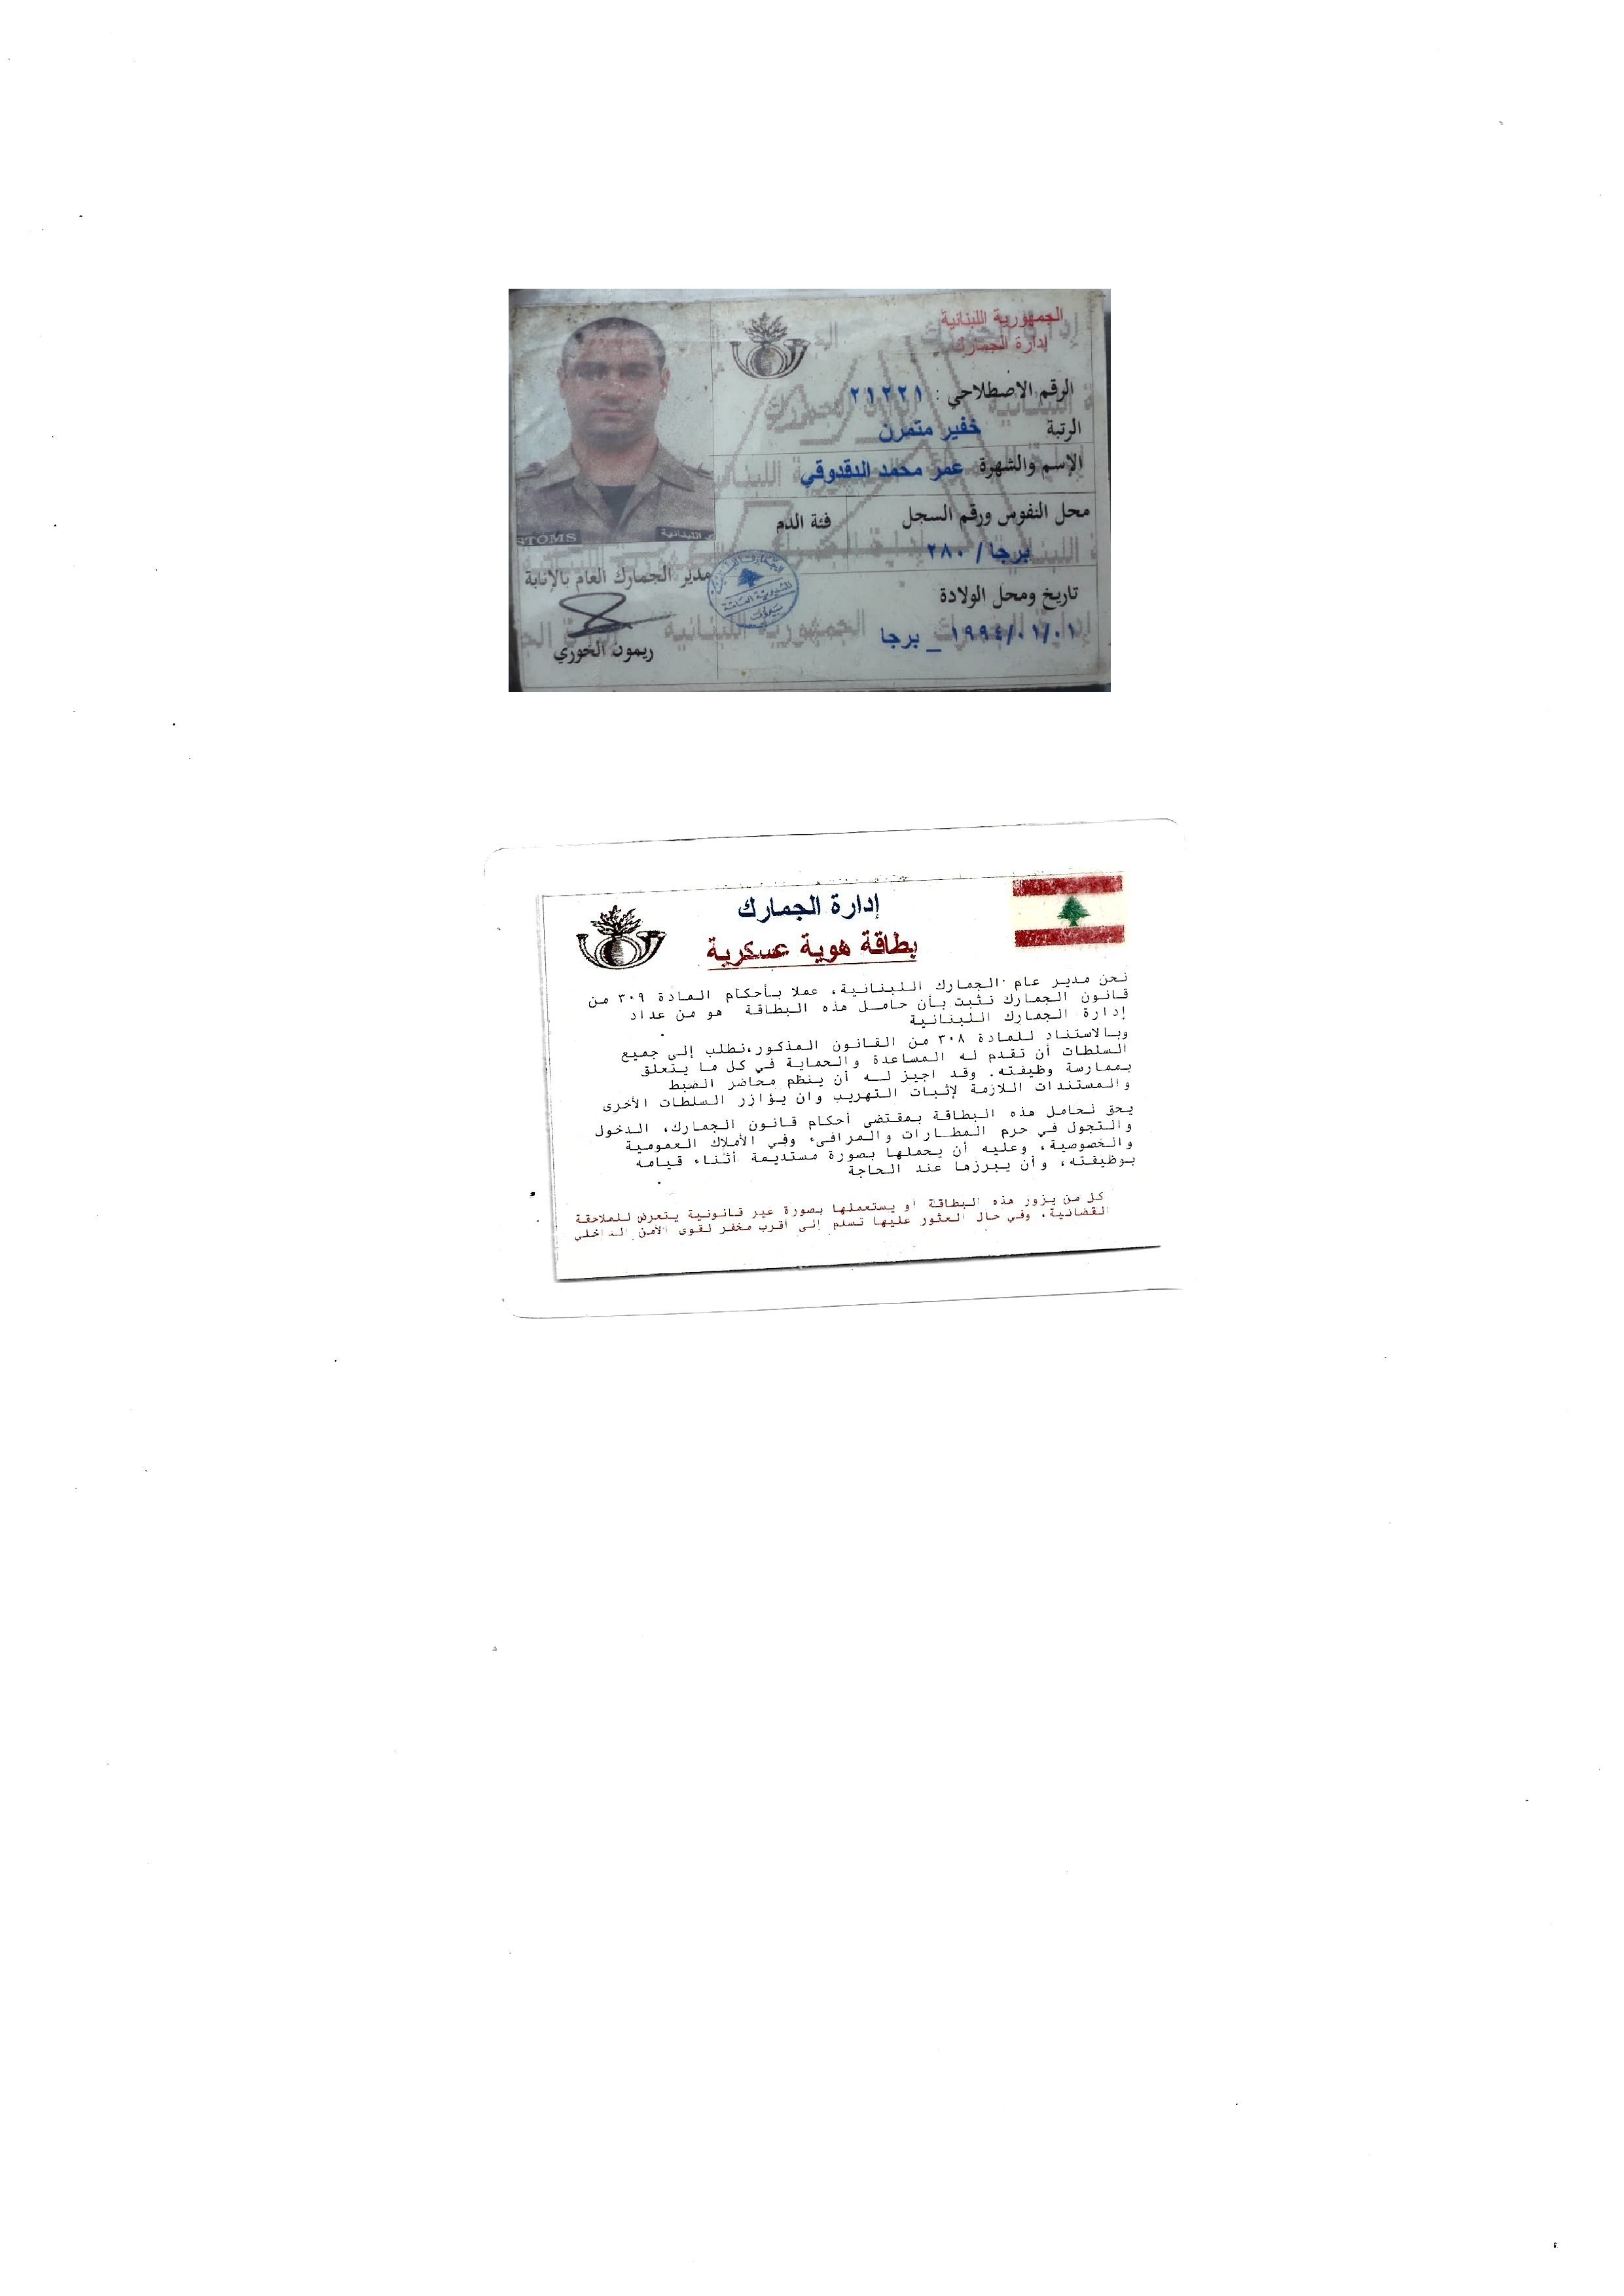 الجمهورية اللبنانية
إدارة الجمارك
الرقم الاصطلاحي : ٢١٢٢١
الرتبة خفير متمرن
الإسم والشهرة عمر محمد الدقدوقي
محل النفوس ورقم السجل فئة الدم
برجا / ٢٨٠
تاريخ ومحل الولادة
١٩٩٤/٠١/٠١ _ برجا
STOMS
مدير الجمارك العام بالإنابة
ريمون الخوري
إدارة الجمارك
بطاقة هوية عسكرية
نحن مدير عام الجمارك اللبنانية، عملا بأحكام المادة ٣٠٩ من
قانون الجمارك نثبت بأن حامل هذه البطاقة هو من عداد
إدارة الجمارك اللبنانية
وبالاستناد للمادة ٣٠٨ من القانون المذكور،نطلب إلى جميع
السلطات أن تقدم له المساعدة والحماية في كل ما يتعلق
بممارسة وظيفته. وقد اجيز له أن ينظم محاضر الضبط
والمستندات اللازمة لإثبات التهريب وان يؤازر السلطات الأخرى
يحق لحامل هذه البطاقة بمقتضى أحكام قانون الجمارك، الدخول
والتجول في حرم المطارات والمرافىء وفي الأملاك العمومية
والخصوصية، وعليه أن يحملها بصورة مستديمة أثناء قيامه
بوظيفته، وأن يبرزها عند الحاجة
كل من يزور هذه البطاقة أو يستعملها بصورة غير قانونية يتعرض للملاحقة
القضائية، وفي حال العثور عليها تسلم إلى أقرب مخفر لقوى الأمن الداخلي